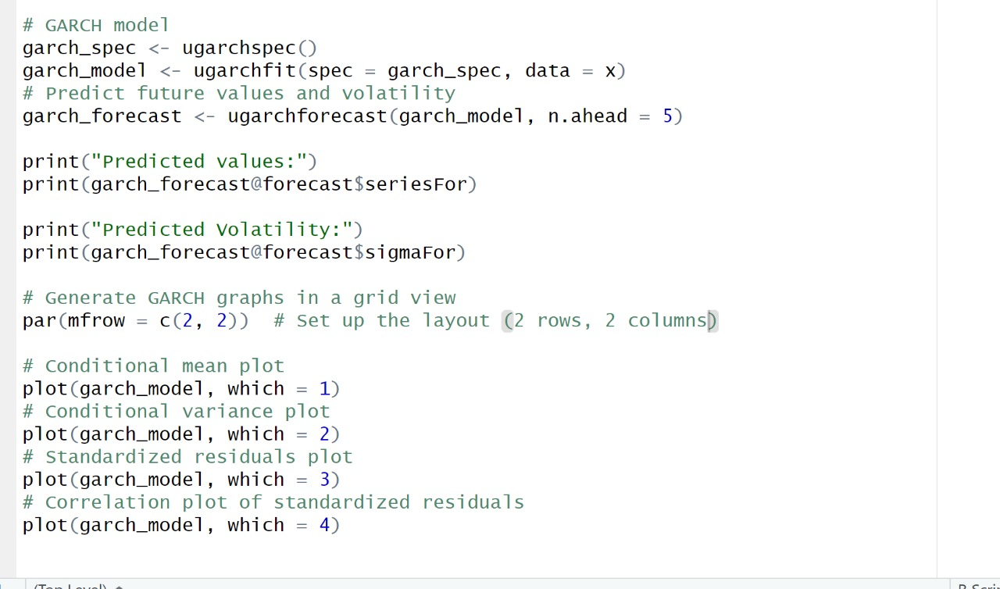 # GARCH model
garch_spec <- ugarchspec()
garch_model <- ugarchfit(spec = garch_spec, data = x)
# Predict future values and volatility
garch_forecast <- ugarchforecast(garch_model, n.ahead = 5)
print("Predicted values:")
print(garch_forecast@forecast$seriesFor)
print("Predicted Volatility:")
print(garch_forecast@forecast$sigmaFor)
# Generate GARCH graphs in a grid view
par(mfrow = c(2, 2))  # Set up the layout (2 rows, 2 columns)
# Conditional mean plot
plot(garch_model, which = 1)
# Conditional variance plot
plot(garch_model, which = 2)
# Standardized residuals plot
plot(garch_model, which = 3)
# Correlation plot of standardized residuals
plot(garch_model, which = 4)
(Top Level)